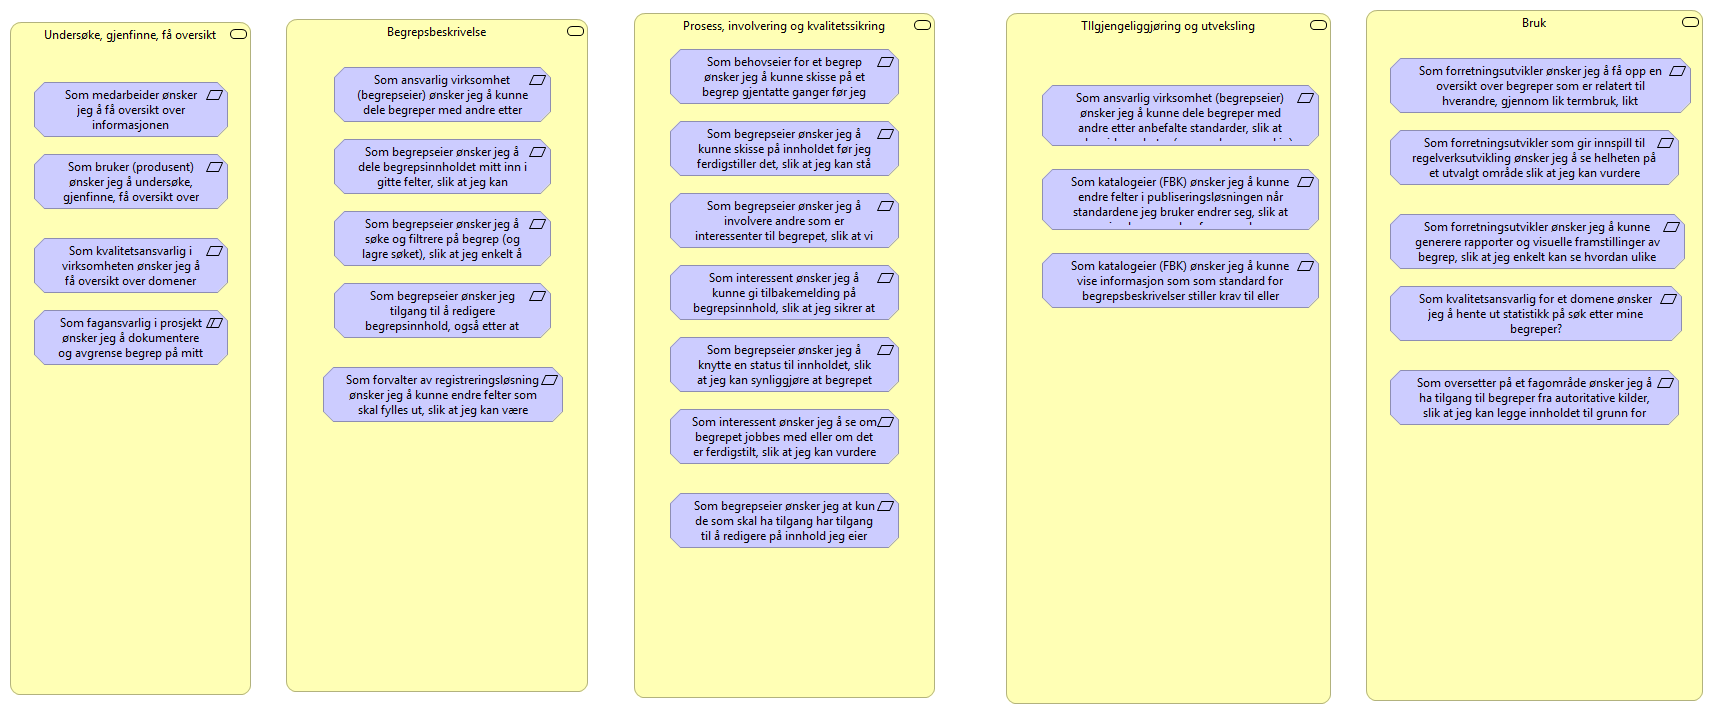 Undersøke, gjenfinne, få oversikt
Som medarbeider ønsker
jeg å få oversikt over
informasjonen
Som bruker (produsent)
ønsker jeg å undersøke,
gjenfinne, få oversikt over
Som kvalitetsansvarlig i
virksomheten ønsker jeg å
få oversikt over domener
Som fagansvarlig i prosjekt
ønsker jeg å dokumentere
og avgrense begrep på mitt
Begrepsbeskrivelse
Som ansvarlig virksomhet
(begrepseier) ønsker jeg å kunne
dele begreper med andre etter
Som begrepseier ønsker jeg å
dele begrepsinnholdet mitt inn i
gitte felter, slik at jeg kan
Som begrepseier ønsker jeg å
søke og filtrere på begrep (og
lagre søket), slik at jeg enkelt å
Som begrepseier ønsker jeg
tilgang til å redigere
begrepsinnhold, også etter at
Som forvalter av registreringsløsning
ønsker jeg å kunne endre felter som
skal fylles ut, slik at jeg kan være
Prosess, involvering og kvalitetssikring
Som behovseier for et begrep
ønsker jeg å kunne skisse på et
begrep gjentatte ganger før jeg
Som begrepseier ønsker jeg å
kunne skisse på innholdet før jeg
ferdigstiller det, slik at jeg kan stå
Som begrepseier ønsker jeg å
involvere andre som er
interessenter til begrepet, slik at vi
Som interessent ønsker jeg å
kunne gi tilbakemelding på
begrepsinnhold, slik at jeg sikrer at
Som begrepseier ønsker jeg å
knytte en status til innholdet, slik
at jeg kan synliggjøre at begrepet
Som interessent ønsker jeg å se om
begrepet jobbes med eller om det
er ferdigstilt, slik at jeg kan vurdere
Som begrepseier ønsker jeg at kun
de som skal ha tilgang har tilgang
til å redigere på innhold jeg eier
TIlgjengeliggjøring og utveksling
Som ansvarlig virksomhet (begrepseier)
ønsker jeg å kunne dele begreper med
andre etter anbefalte standarder, slik at
Som katalogeier (FBK) ønsker jeg å kunne
endre felter i publiseringsløsningen når
standardene jeg bruker endrer seg, slik at
Som katalogeier (FBK) ønsker jeg å kunne
vise informasjon som som standard for
begrepsbeskrivelser stiller krav til eller
Bruk
Som forretningsutvikler ønsker jeg å få opp en
oversikt over begreper som er relatert til
hverandre, gjennom lik termbruk, likt
Som forretningsutvikler som gir innspill til
regelverksutvikling ønsker jeg å se helheten på
et utvalgt område slik at jeg kan vurdere
Som forretningsutvikler ønsker jeg å kunne
generere rapporter og visuelle framstillinger av
begrep, slik at jeg enkelt kan se hvordan ulike
Som kvalitetsansvarlig for et domene ønsker
jeg å hente ut statistikk på søk etter mine
begreper?
Som oversetter på et fagområde ønsker jeg å
ha tilgang til begreper fra autoritative kilder,
slik at jeg kan legge innholdet til grunn for